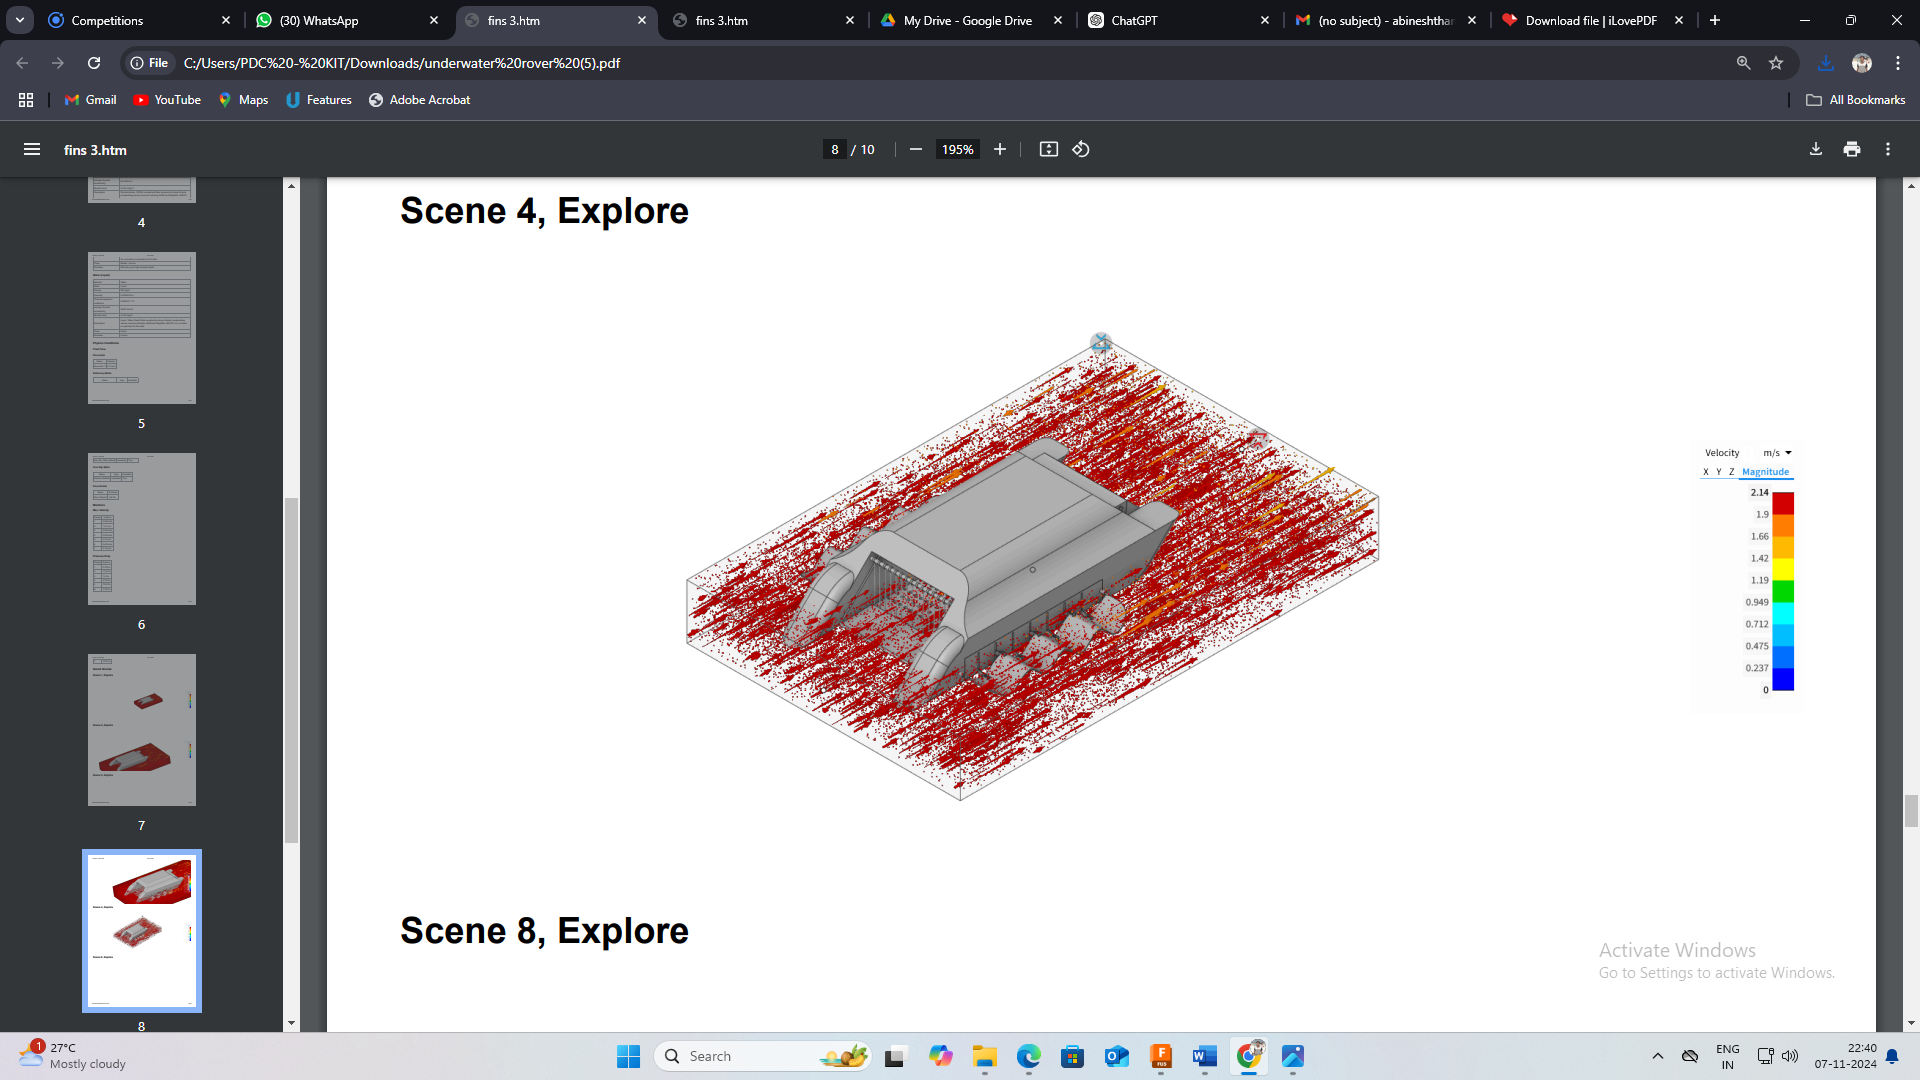 Competitions
(30) WhatsApp
fins 3.htm
fins 3.htm
My Drive - Google Drive
ChatGPT
(no subject) - abineshthar
Download file | iLovePDF
File
C:/Users/PDC%20-%20KIT/Downloads/underwater%20rover%20(5).pdf
Gmail
YouTube
Maps
Features
Adobe Acrobat
All Bookmarks
fins 3.htm
8 / 10
195%
4
5
6
7
8
Scene 4, Explore
Velocity m/s
X Y Z Magnitude
2.14
1.9
1.66
1.42
1.19
0.949
0.712
0.475
0.237
0
Scene 8, Explore
Activate Windows
Go to Settings to activate Windows.
1
27°C
Mostly cloudy
Search
ENG
IN
22:40
07-11-2024